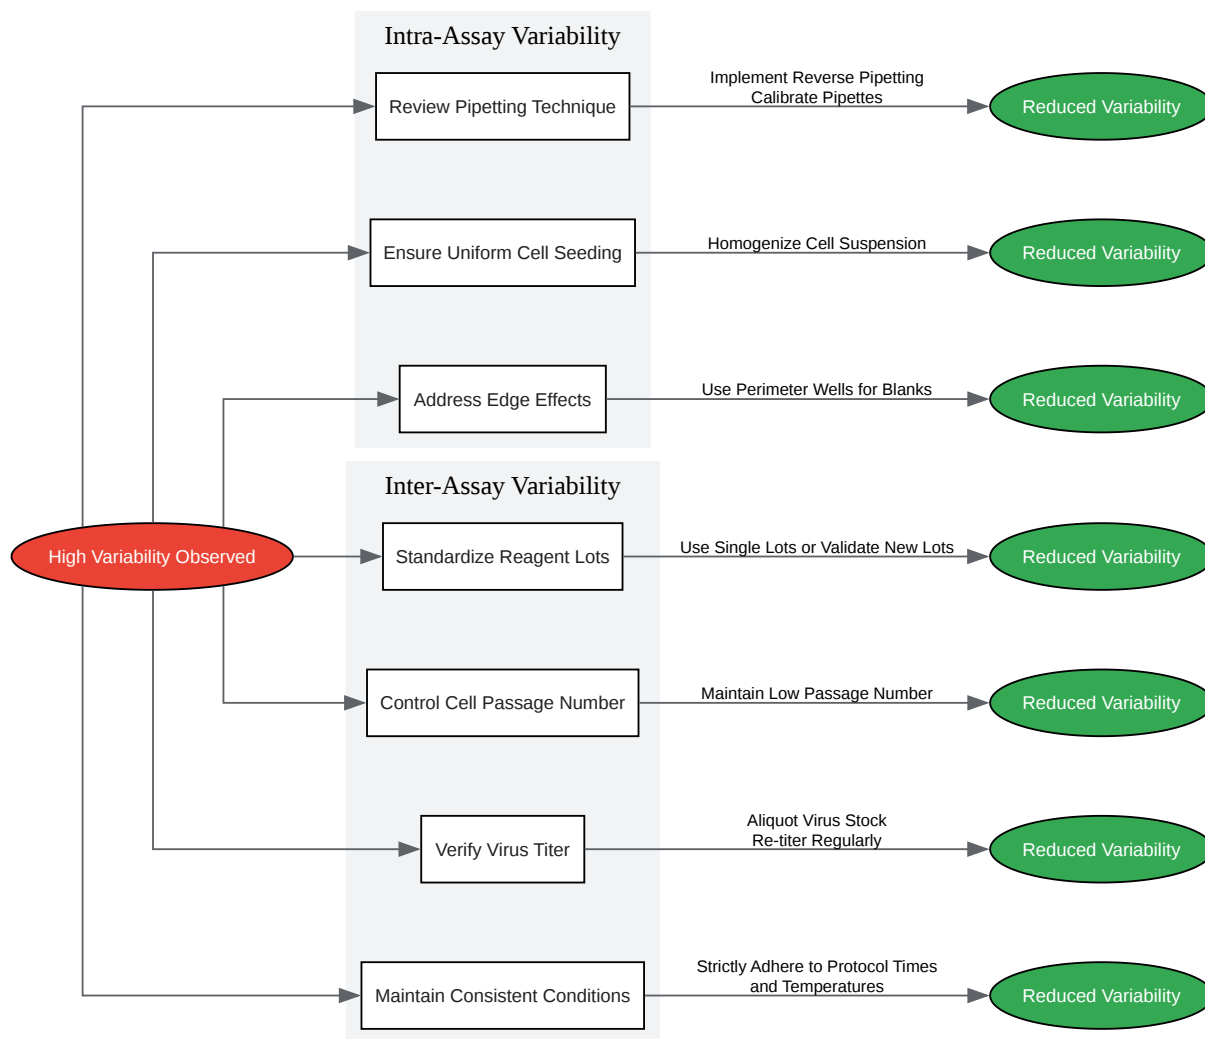 Intra-Assay Variability
Review Pipetting Technique
Implement Reverse Pipetting
Calibrate Pipettes
Reduced Variability
Ensure Uniform Cell Seeding
Homogenize Cell Suspension
Reduced Variability
Address Edge Effects
Use Perimeter Wells for Blanks
Reduced Variability
Inter-Assay Variability
High Variability Observed
Standardize Reagent Lots
Use Single Lots or Validate New Lots
Reduced Variability
Control Cell Passage Number
Maintain Low Passage Number
Reduced Variability
Verify Virus Titer
Aliquot Virus Stock
Re-titer Regularly
Reduced Variability
Maintain Consistent Conditions
Strictly Adhere to Protocol Times
and Temperatures
Reduced Variability